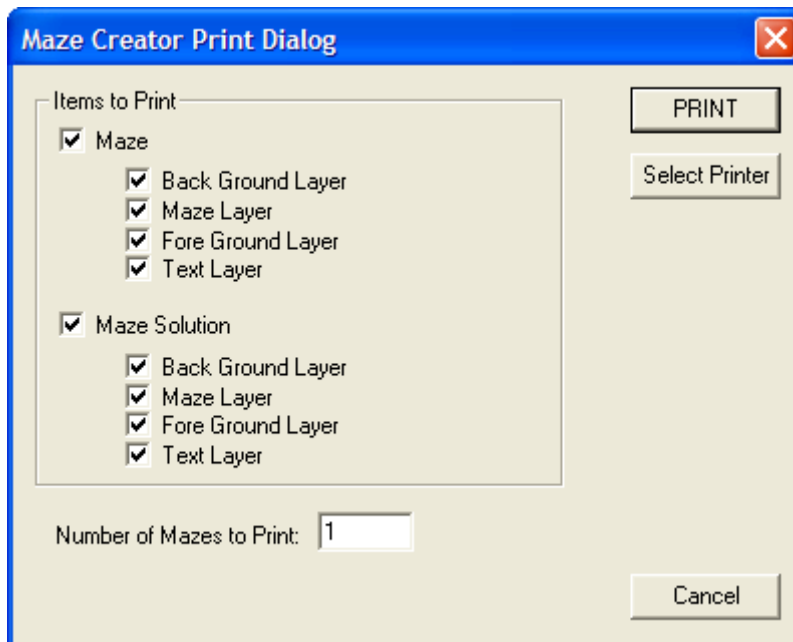 Maze Creator Print Dialog
Items to Print
Maze
Back Ground Layer
Maze Layer
Fore Ground Layer
Text Layer
Maze Solution
Back Ground Layer
Maze Layer
Fore Ground Layer
Text Layer
Number of Mazes to Print: 1
PRINT
Select Printer
Cancel